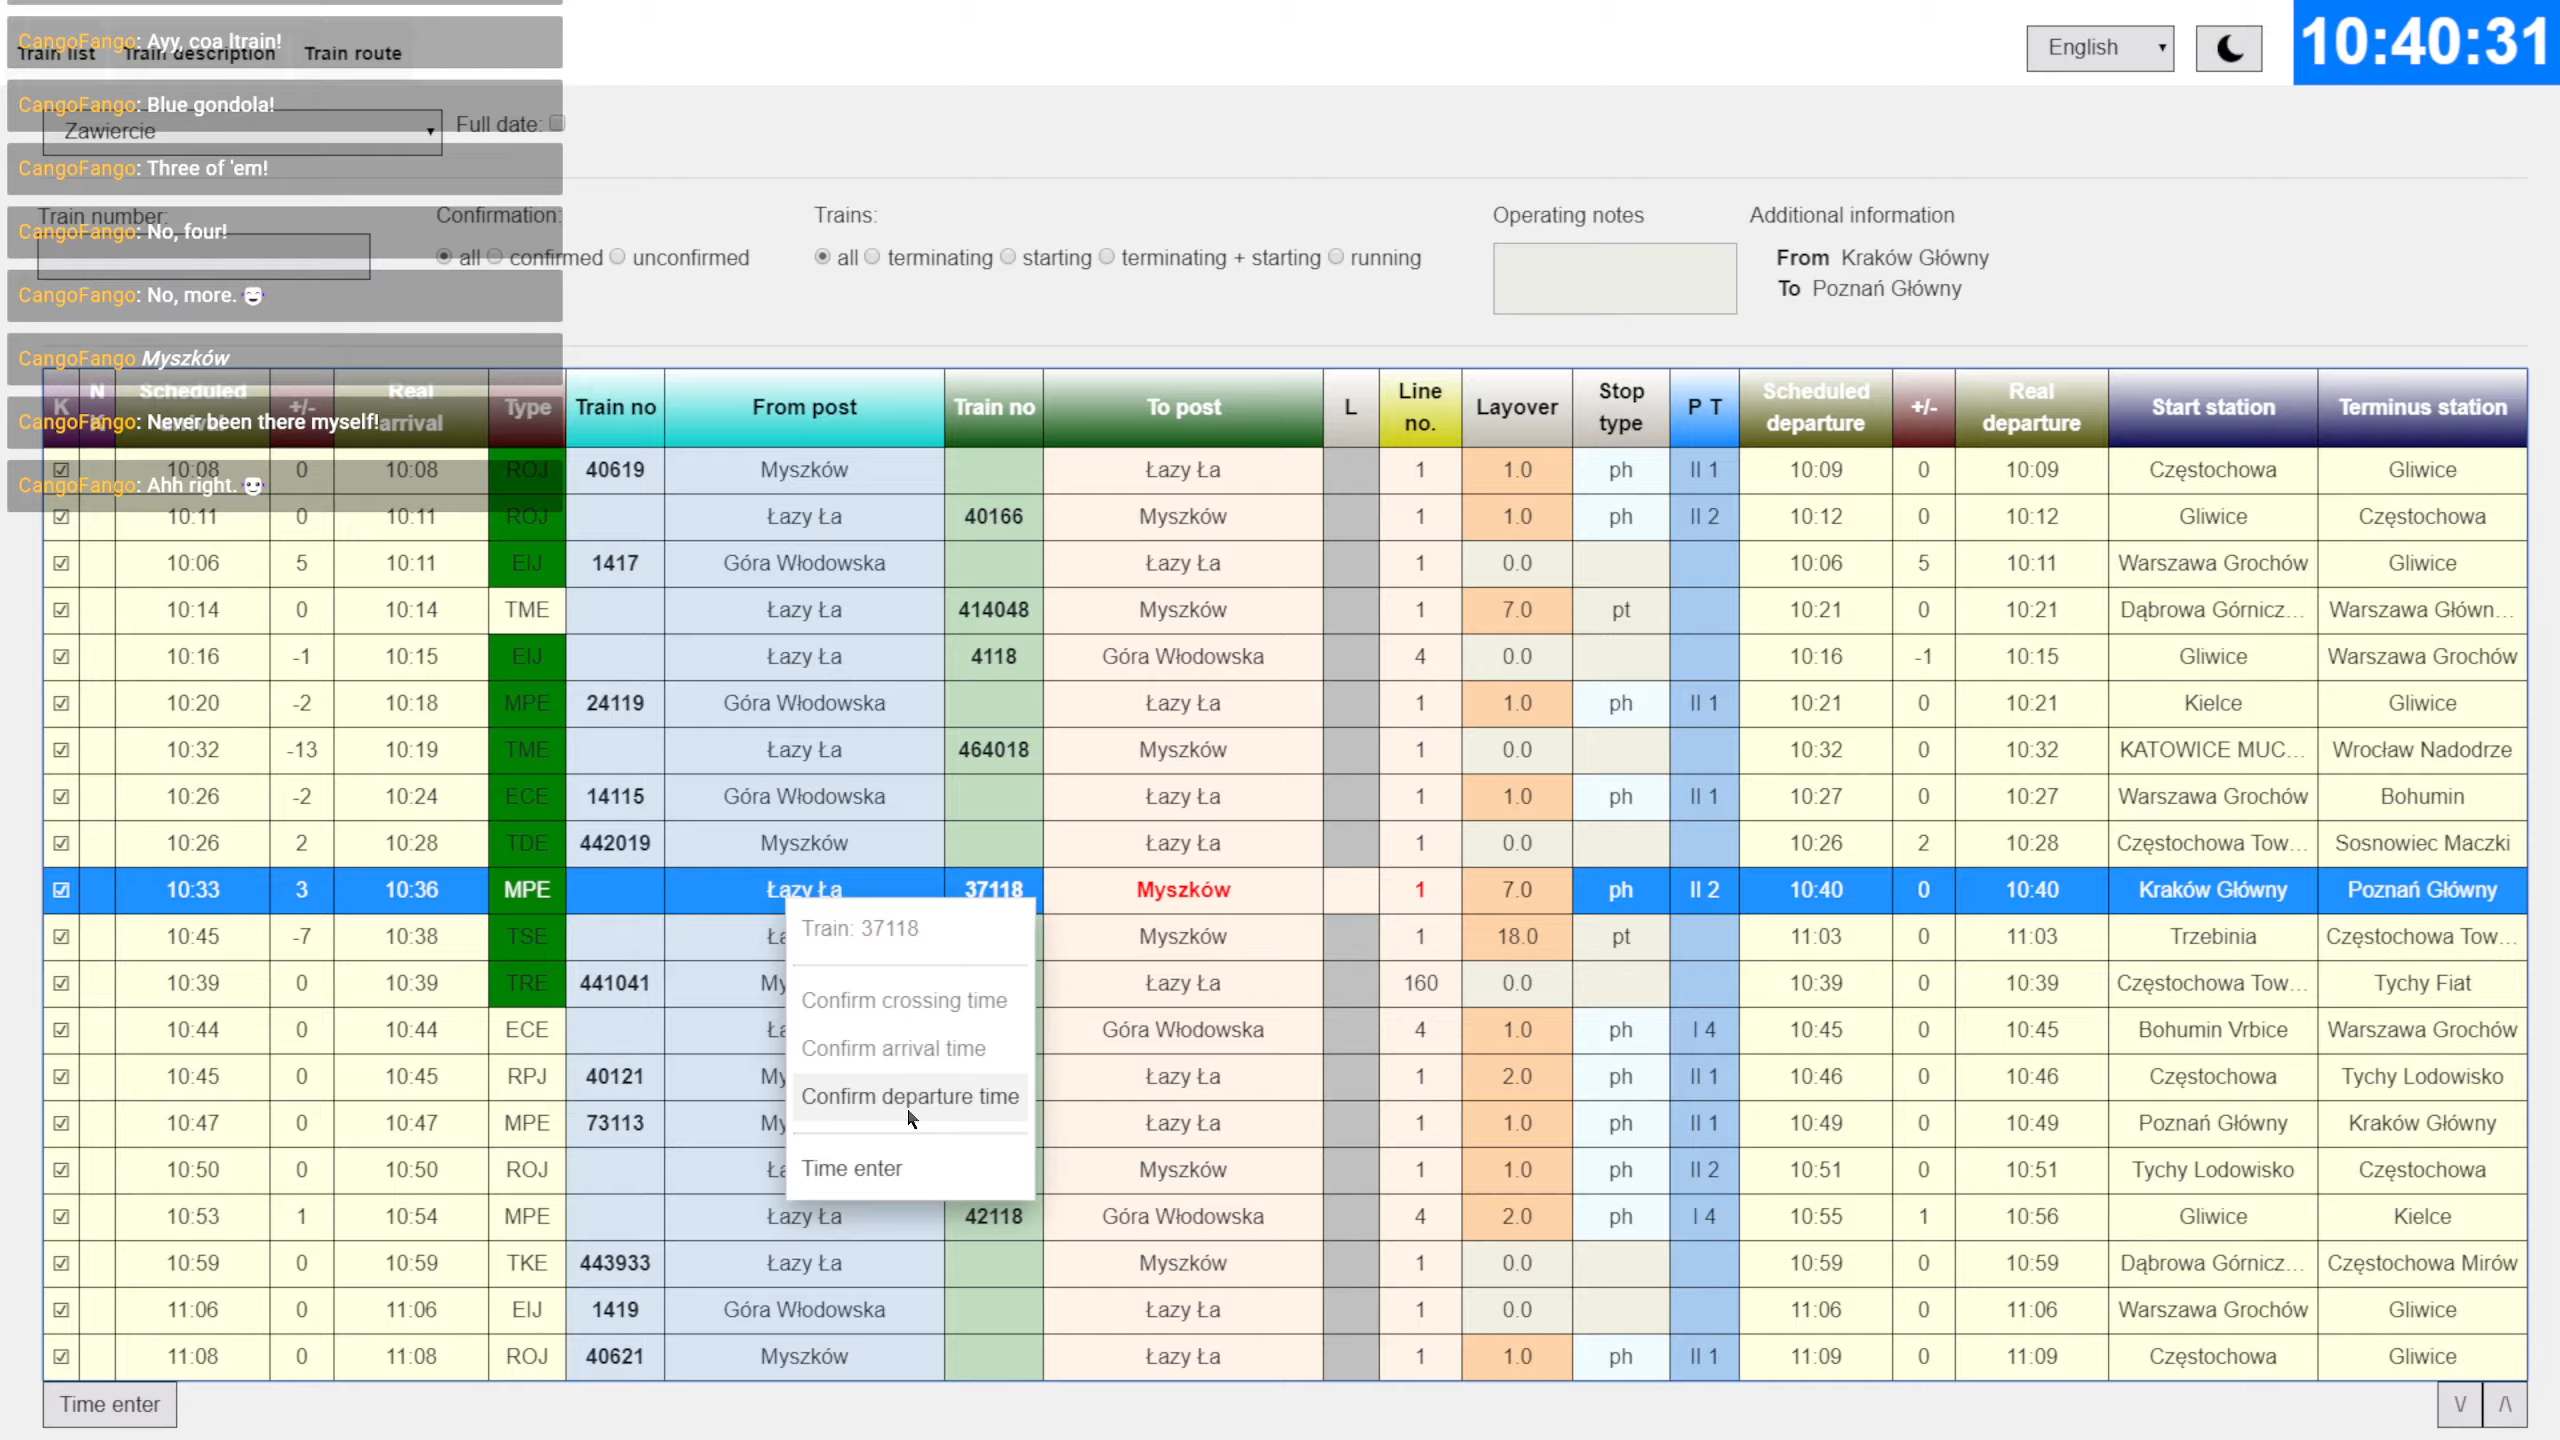 CangoFango: Ayy, coa ltrain!
Train list Train description Train route
English
10:40:31
CangoFango: Blue gondola!
Zawiercie Full date:
CangoFango: Three of 'em!
Train number: Confirmation: Trains: Operating notes Additional information
CangoFango: No, four!
all confirmed unconfirmed all terminating starting terminating + starting running
From Kraków Główny
To Poznań Główny
CangoFango: No, more.
CangoFango Myszków
K N K Scheduled arrival +/- Real arrival Type Train no From post Train no To post L Line no. Layover Stop type P T Scheduled departure +/- Real departure Start station Terminus station
CangoFango: Never been there myself!
10:08 0 10:08 ROJ 40619 Myszków Łazy Ła 1 1.0 ph II 1 10:09 0 10:09 Częstochowa Gliwice
CangoFango: Ahh right.
10:11 0 10:11 ROJ Łazy Ła 40166 Myszków 1 1.0 ph II 2 10:12 0 10:12 Gliwice Częstochowa
10:06 5 10:11 EIJ 1417 Góra Włodowska Łazy Ła 1 0.0 10:06 5 10:11 Warszawa Grochów Gliwice
10:14 0 10:14 TME Łazy Ła 414048 Myszków 1 7.0 pt 10:21 0 10:21 Dąbrowa Górnicz... Warszawa Główn...
10:16 -1 10:15 EIJ Łazy Ła 4118 Góra Włodowska 4 0.0 10:16 -1 10:15 Gliwice Warszawa Grochów
10:20 -2 10:18 MPE 24119 Góra Włodowska Łazy Ła 1 1.0 ph II 1 10:21 0 10:21 Kielce Gliwice
10:32 -13 10:19 TME Łazy Ła 464018 Myszków 1 0.0 10:32 0 10:32 KATOWICE MUC... Wrocław Nadodrze
10:26 -2 10:24 ECE 14115 Góra Włodowska Łazy Ła 1 1.0 ph II 1 10:27 0 10:27 Warszawa Grochów Bohumin
10:26 2 10:28 TDE 442019 Myszków Łazy Ła 1 0.0 10:26 2 10:28 Częstochowa Tow... Sosnowiec Maczki
10:33 3 10:36 MPE Łazy Ła 37118 Myszków 1 7.0 ph II 2 10:40 0 10:40 Kraków Główny Poznań Główny
Train: 37118
10:45 -7 10:38 TSE Ła Myszków 1 18.0 pt 11:03 0 11:03 Trzebinia Częstochowa Tow...
10:39 0 10:39 TRE 441041 My Łazy Ła 160 0.0 10:39 0 10:39 Częstochowa Tow... Tychy Fiat
Confirm crossing time
10:44 0 10:44 ECE Ła Góra Włodowska 4 1.0 ph I 4 10:45 0 10:45 Bohumin Vrbice Warszawa Grochów
Confirm arrival time
10:45 0 10:45 RPJ 40121 My Łazy Ła 1 2.0 ph II 1 10:46 0 10:46 Częstochowa Tychy Lodowisko
Confirm departure time
10:47 0 10:47 MPE 73113 My Łazy Ła 1 1.0 ph II 1 10:49 0 10:49 Poznań Główny Kraków Główny
10:50 0 10:50 ROJ Ła Myszków 1 1.0 ph II 2 10:51 0 10:51 Tychy Lodowisko Częstochowa
Time enter
10:53 1 10:54 MPE Łazy Ła 42118 Góra Włodowska 4 2.0 ph I 4 10:55 1 10:56 Gliwice Kielce
10:59 0 10:59 TKE 443933 Łazy Ła Myszków 1 0.0 10:59 0 10:59 Dąbrowa Górnicz... Częstochowa Mirów
11:06 0 11:06 EIJ 1419 Góra Włodowska Łazy Ła 1 0.0 11:06 0 11:06 Warszawa Grochów Gliwice
11:08 0 11:08 ROJ 40621 Myszków Łazy Ła 1 1.0 ph II 1 11:09 0 11:09 Częstochowa Gliwice
Time enter \/ /\